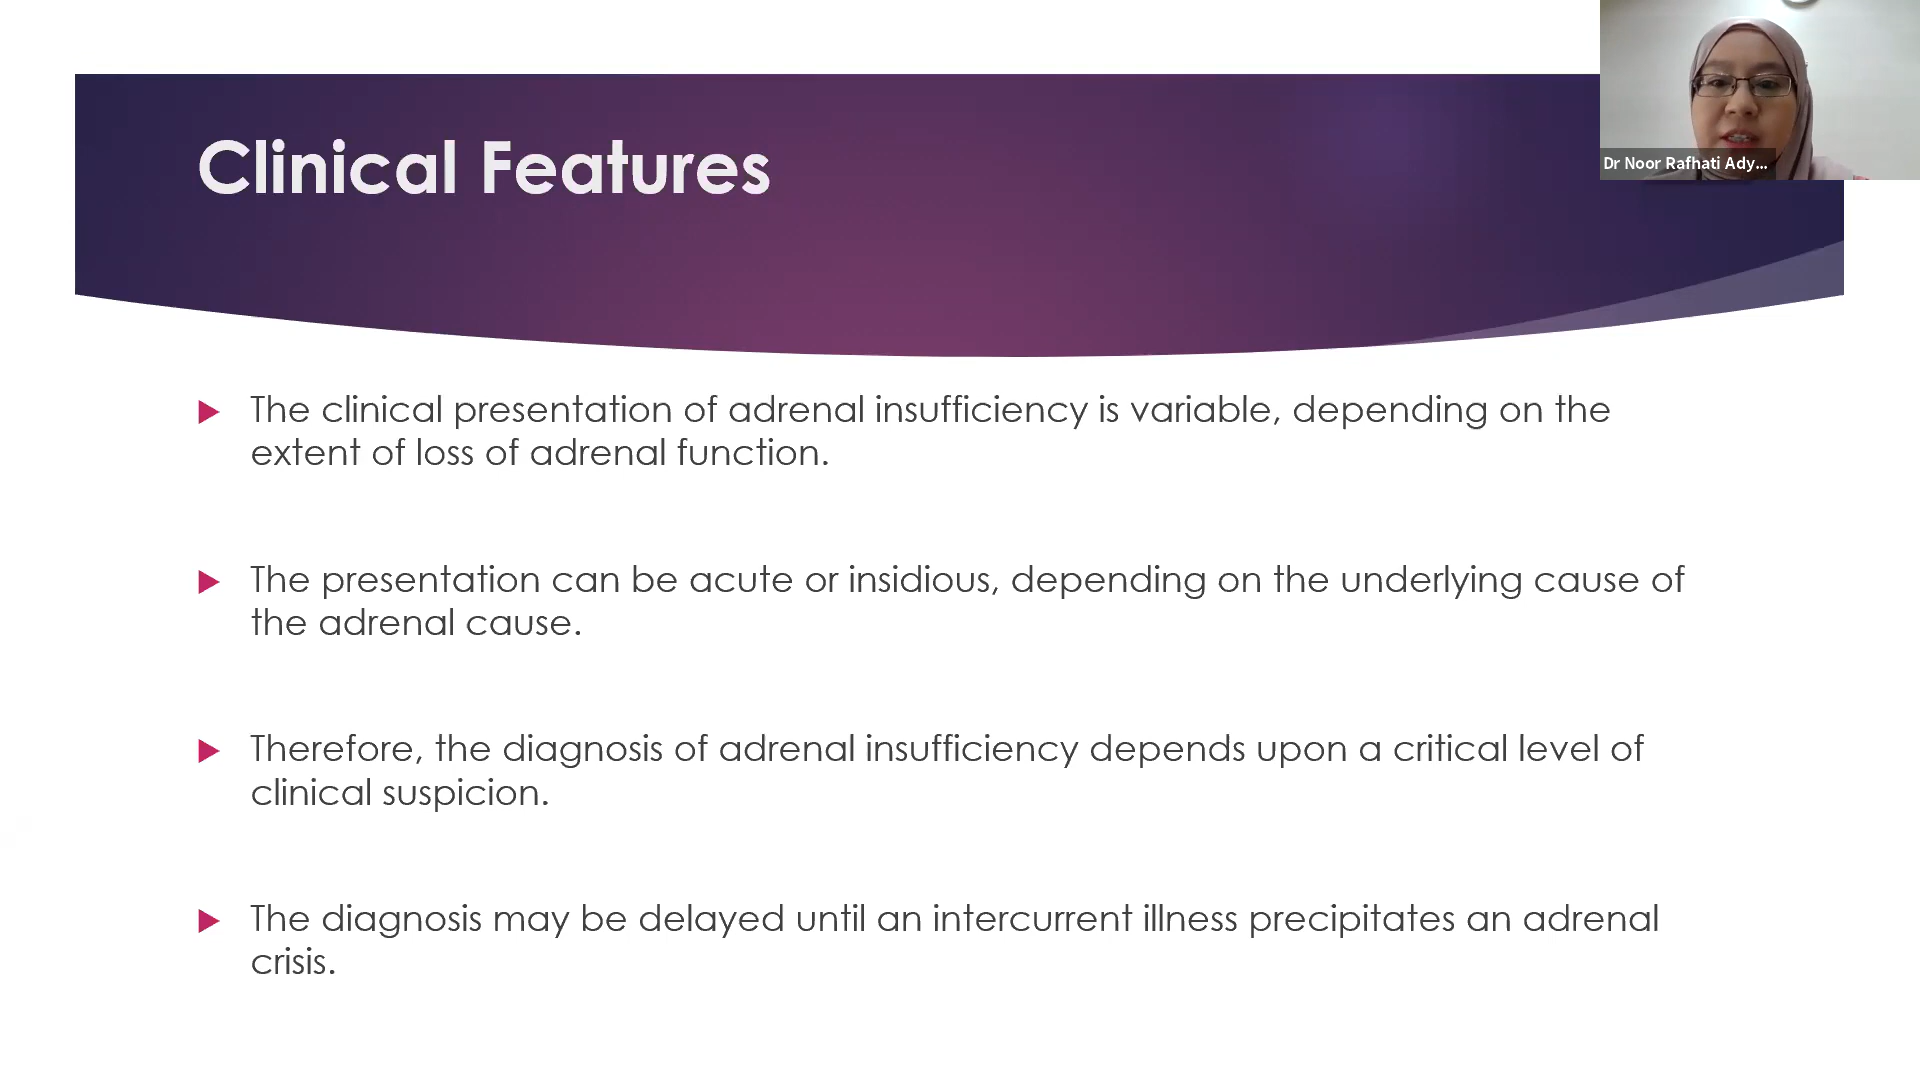 Clinical Features
Dr Noor Rafhati Ady...
The clinical presentation of adrenal insufficiency is variable, depending on the
extent of loss of adrenal function.
The presentation can be acute or insidious, depending on the underlying cause of
the adrenal cause.
Therefore, the diagnosis of adrenal insufficiency depends upon a critical level of
clinical suspicion.
The diagnosis may be delayed until an intercurrent illness precipitates an adrenal
crisis.